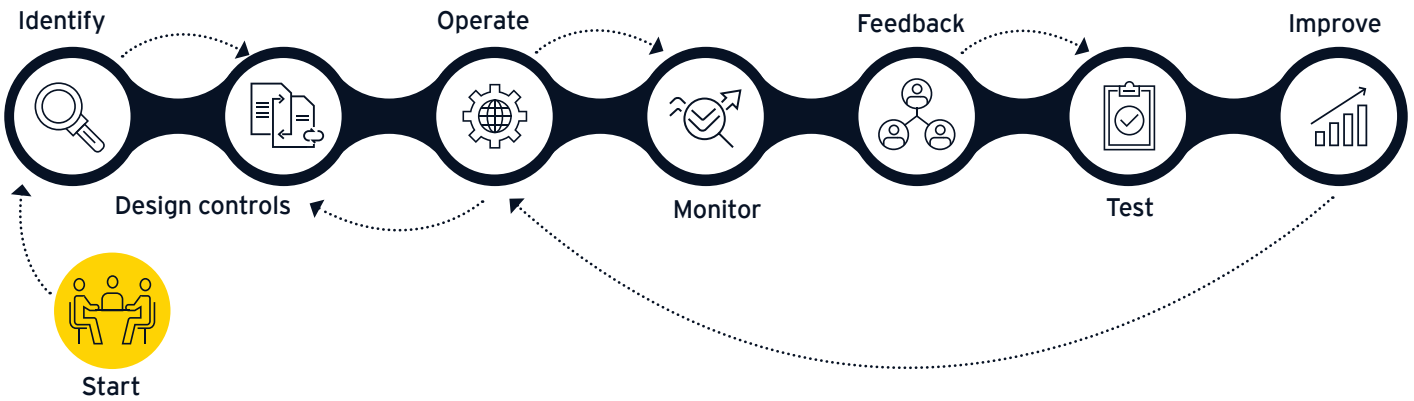 Identify
Operate
Feedback
Improve
Design controls
Monitor
Test
Start